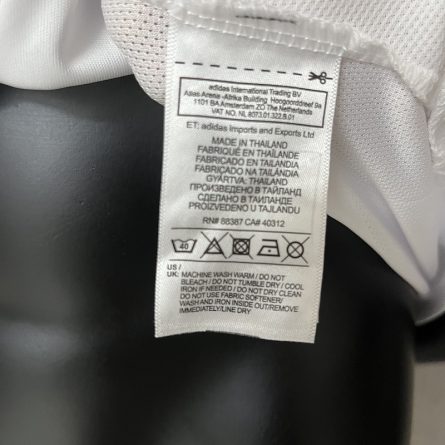 adidas International Trading BV
Atlas Arena -Afrika Building Hoogoorddreef 9a
1101 BA Amsterdam ZO The Netherlands
VAT NO. NL 8073.01.322.B.01
ET: adidas Imports and Exports Ltd
MADE IN THAILAND
FABRIQUÉ EN THAÏLANDE
FABRICADO EN TAILANDIA
FABRICADO NA TAILÂNDIA
GYÁRTVA: THAILAND
ПРОИЗВЕДЕНО В ТАЙЛАНД
СДЕЛАНО В ТАИЛАНДЕ
PROIZVEDENO U TAJLANDU
RN# 88387 CA# 40312
40
US /
UK: MACHINE WASH WARM / DO NOT
BLEACH / DO NOT TUMBLE DRY / COOL
IRON IF NEEDED / DO NOT DRY CLEAN
DO NOT USE FABRIC SOFTENER/
WASH AND IRON INSIDE OUT/REMOVE
IMMEDIATELY/LINE DRY